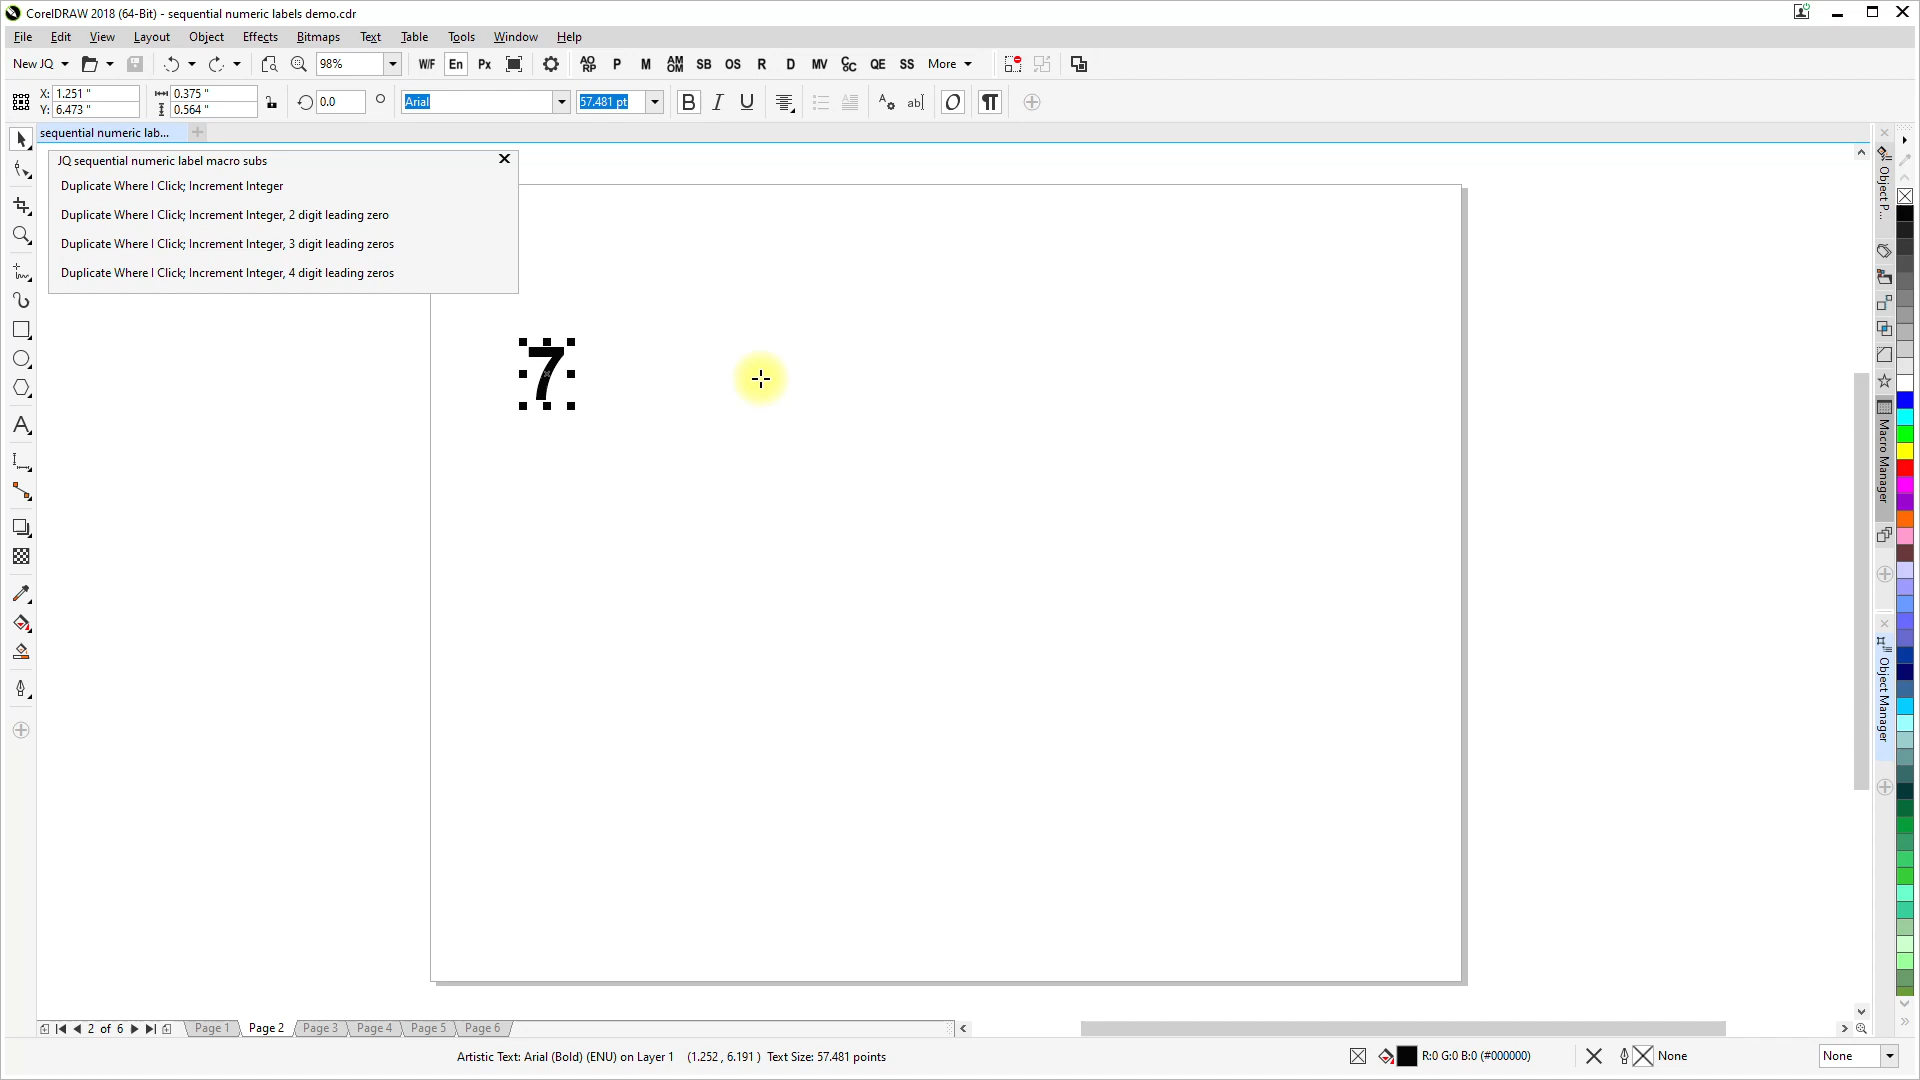 CorelDRAW 2018 (64-Bit) - sequential numeric labels demo.cdr
File Edit View Layout Object Effects Bitmaps Text Table Tools Window Help
New JQ 98% W/F En Px AO RP P M AM OM SB OS R D MV CC QE SS More
X: 1.251 " 0.375 "
Y: 6.473 " 0.564 "
0.0 Arial 57.481 pt B I U ab O
sequential numeric lab...
JQ sequential numeric label macro subs
Duplicate Where I Click; Increment Integer
Duplicate Where I Click; Increment Integer, 2 digit leading zero
Duplicate Where I Click; Increment Integer, 3 digit leading zeros
Duplicate Where I Click; Increment Integer, 4 digit leading zeros
7
Object P...
Macro Manager
Object Manager
2 of 6 Page 1 Page 2 Page 3 Page 4 Page 5 Page 6
Artistic Text: Arial (Bold) (ENU) on Layer 1 (1.252 , 6.191 ) Text Size: 57.481 points
R:0 G:0 B:0 (#000000) None None